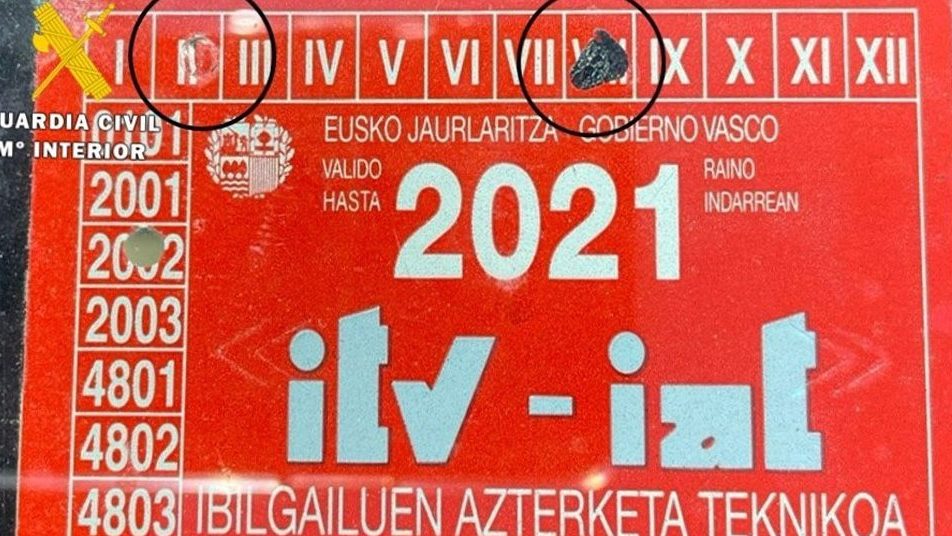 I II III IV V VI VII VIII IX X XI XII
GUARDIA CIVIL
Mº INTERIOR
EUSKO JAURLARITZA - GOBIERNO VASCO
VALIDO HASTA
2021
RAINO INDARREAN
2001
2002
2003
4801
4802
4803
itv - iat
IBILGAILUEN AZTERKETA TEKNIKOA